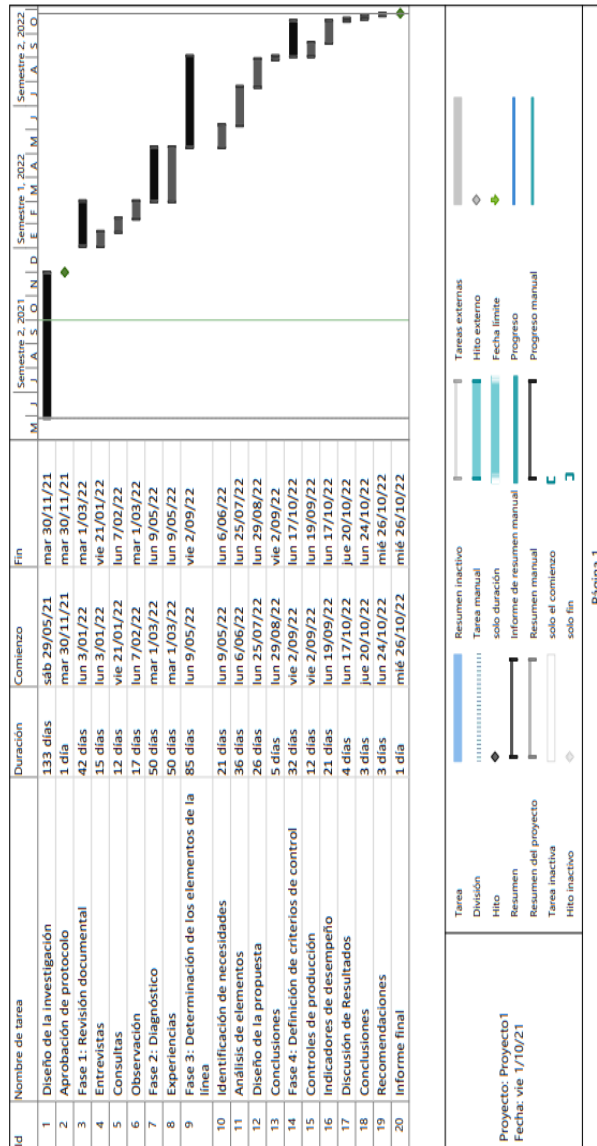 Id Nombre de tarea Duración Comienzo Fin
Semestre 2, 2021 Semestre 1, 2022 Semestre 2, 2022
M J J A S O N D E F M A M J J A S O
1 Diseño de la investigación 133 días sáb 29/05/21 mar 30/11/21
2 Aprobación de protocolo 1 día mar 30/11/21 mar 30/11/21
3 Fase 1: Revisión documental 42 días lun 3/01/22 mar 1/03/22
4 Entrevistas 15 días lun 3/01/22 vie 21/01/22
5 Consultas 12 días vie 21/01/22 lun 7/02/22
6 Observación 17 días lun 7/02/22 mar 1/03/22
7 Fase 2: Diagnóstico 50 días mar 1/03/22 lun 9/05/22
8 Experiencias 50 días mar 1/03/22 lun 9/05/22
9 Fase 3: Determinación de los elementos de la 85 días lun 9/05/22 vie 2/09/22
línea
10 Identificación de necesidades 21 días lun 9/05/22 lun 6/06/22
11 Análisis de elementos 36 días lun 6/06/22 lun 25/07/22
12 Diseño de la propuesta 26 días lun 25/07/22 lun 29/08/22
13 Conclusiones 5 días lun 29/08/22 vie 2/09/22
14 Fase 4: Definición de criterios de control 32 días vie 2/09/22 lun 17/10/22
15 Controles de producción 12 días vie 2/09/22 lun 19/09/22
16 Indicadores de desempeño 21 días lun 19/09/22 lun 17/10/22
17 Discusión de Resultados 4 días lun 17/10/22 jue 20/10/22
18 Conclusiones 3 días jue 20/10/22 lun 24/10/22
19 Recomendaciones 3 días lun 24/10/22 mié 26/10/22
20 Informe final 1 día mié 26/10/22 mié 26/10/22
Proyecto: Proyecto1
Fecha: vie 1/10/21
Tarea Resumen inactivo Tareas externas
División Tarea manual Hito externo
Hito solo duración Fecha límite
Resumen Informe de resumen manual Progreso
Resumen del proyecto Resumen manual Progreso manual
Tarea inactiva solo el comienzo
Hito inactivo solo fin
Página 1